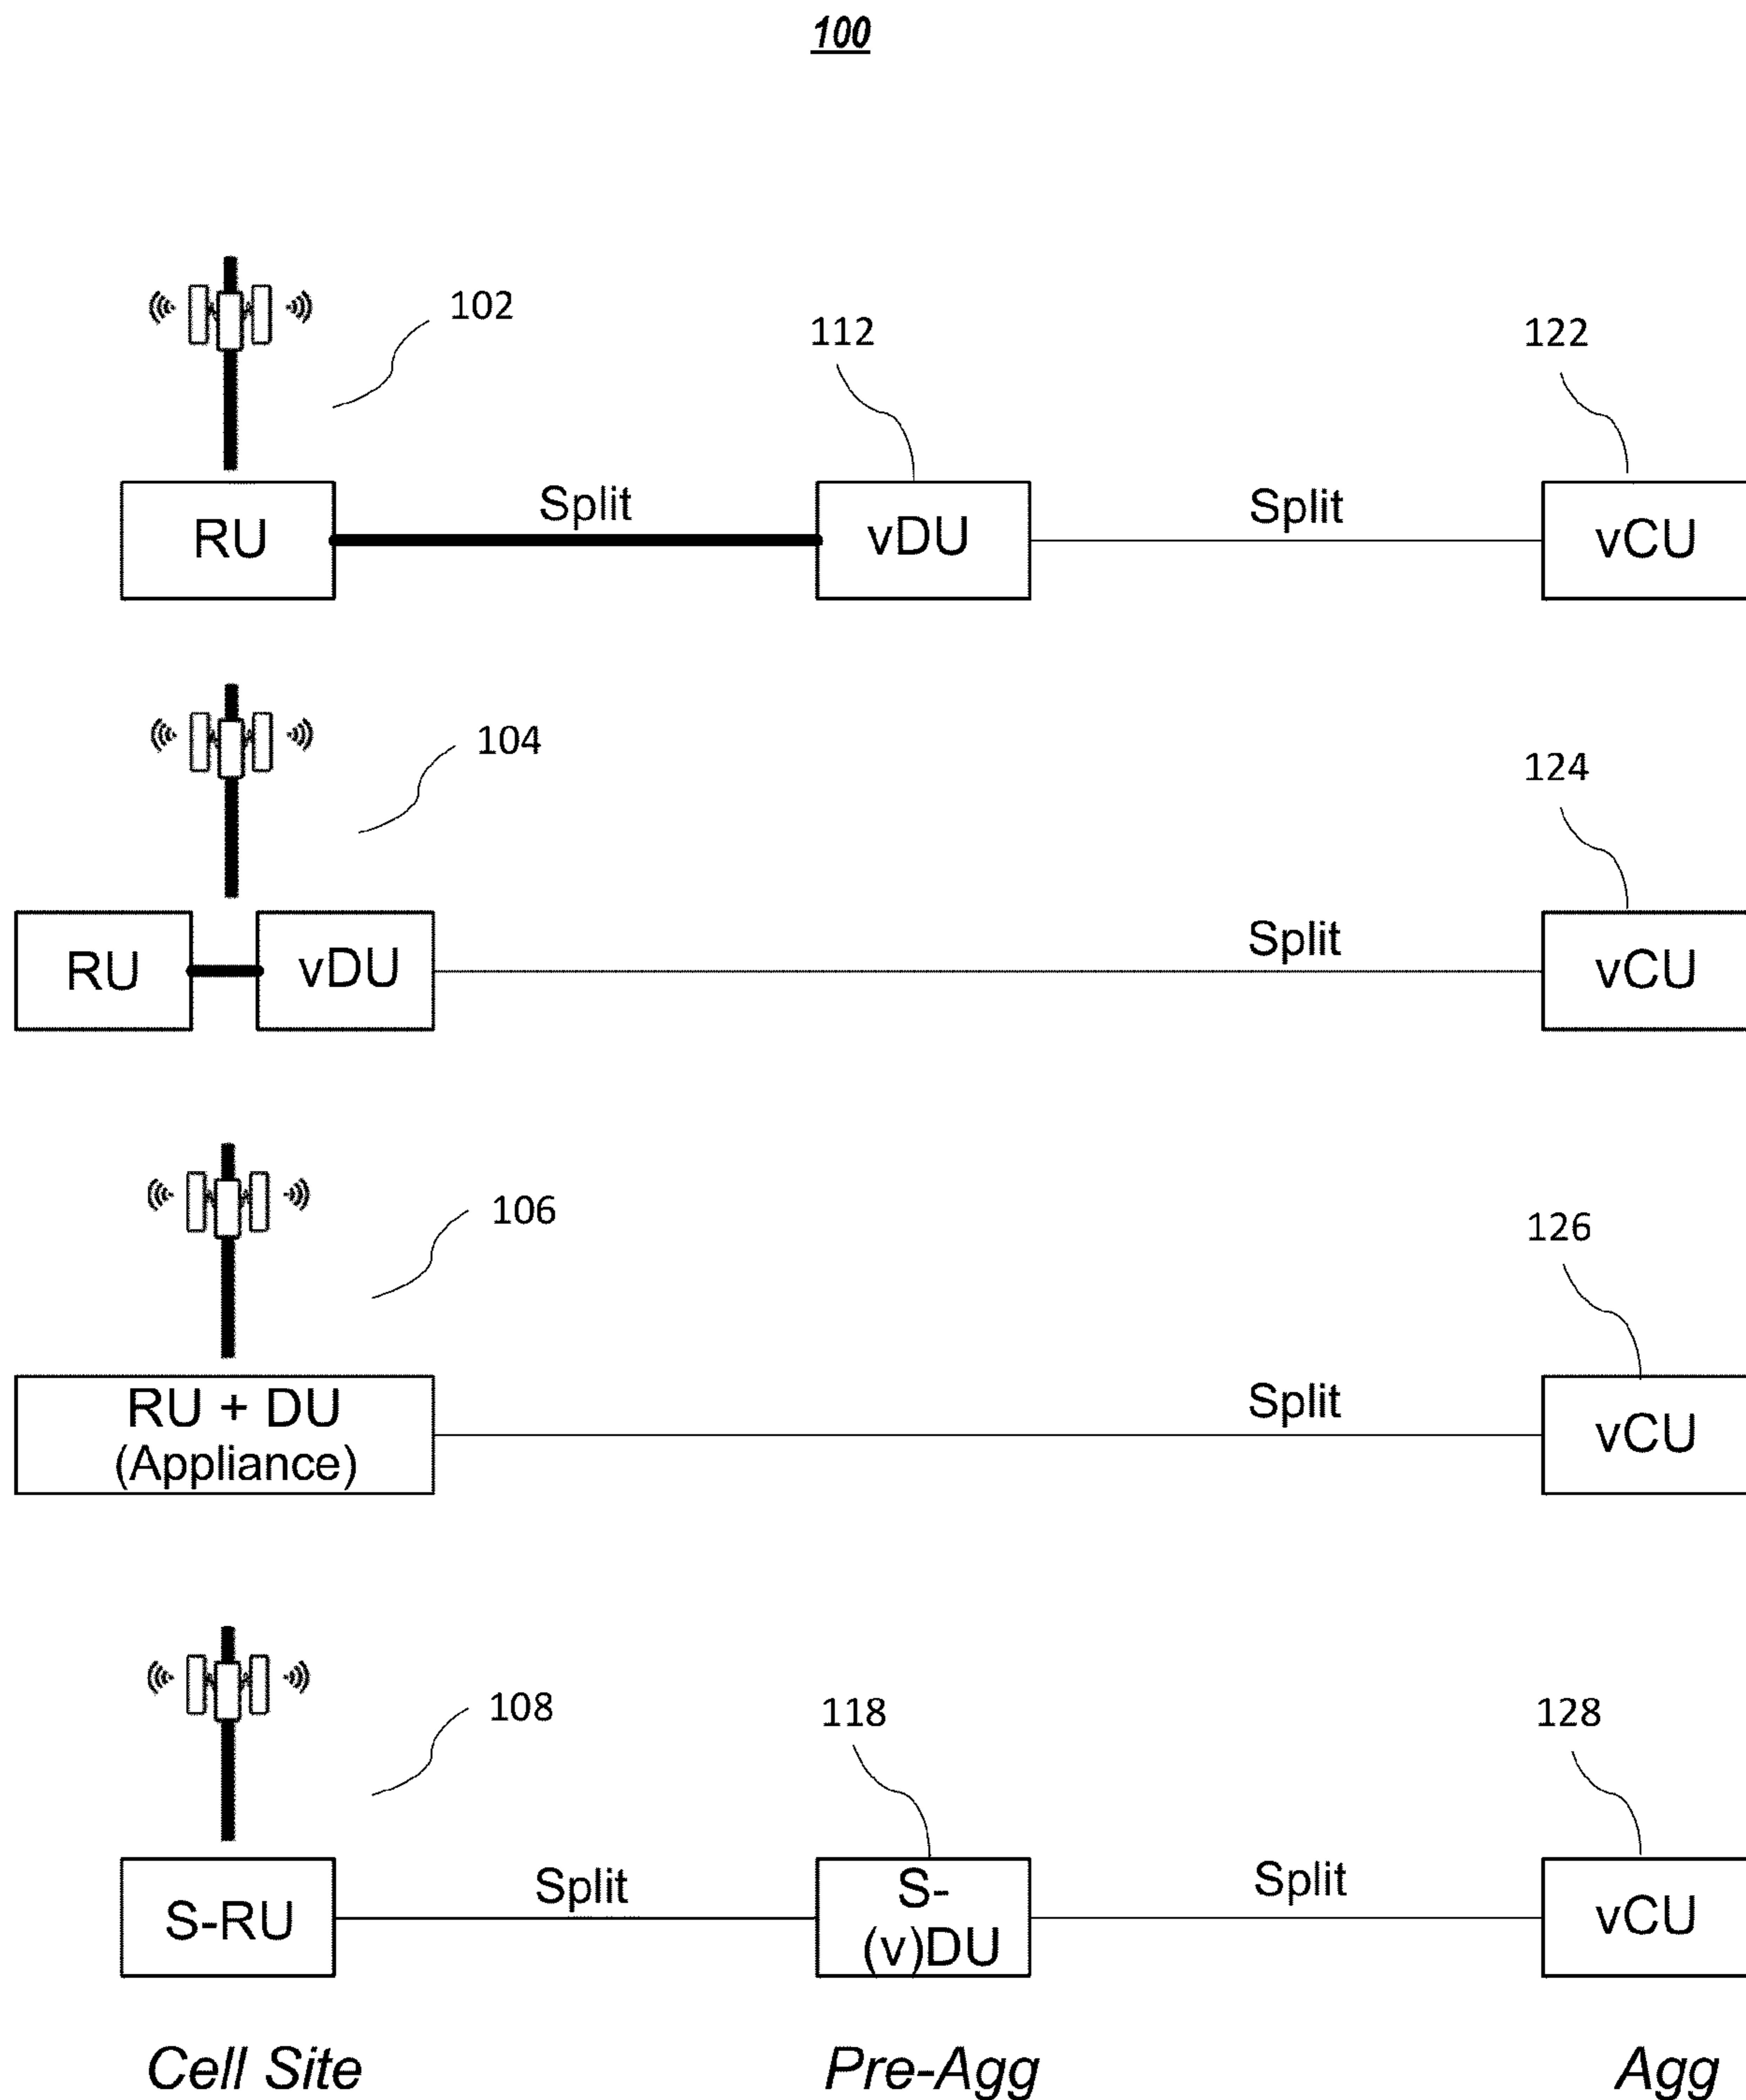 100
102
112
122
RU
Split
vDU
Split
vCU
104
124
RU
vDU
Split
vCU
106
126
RU + DU
(Appliance)
Split
vCU
108
118
128
S-RU
Split
S-
(v)DU
Split
vCU
Cell Site
Pre-Agg
Agg